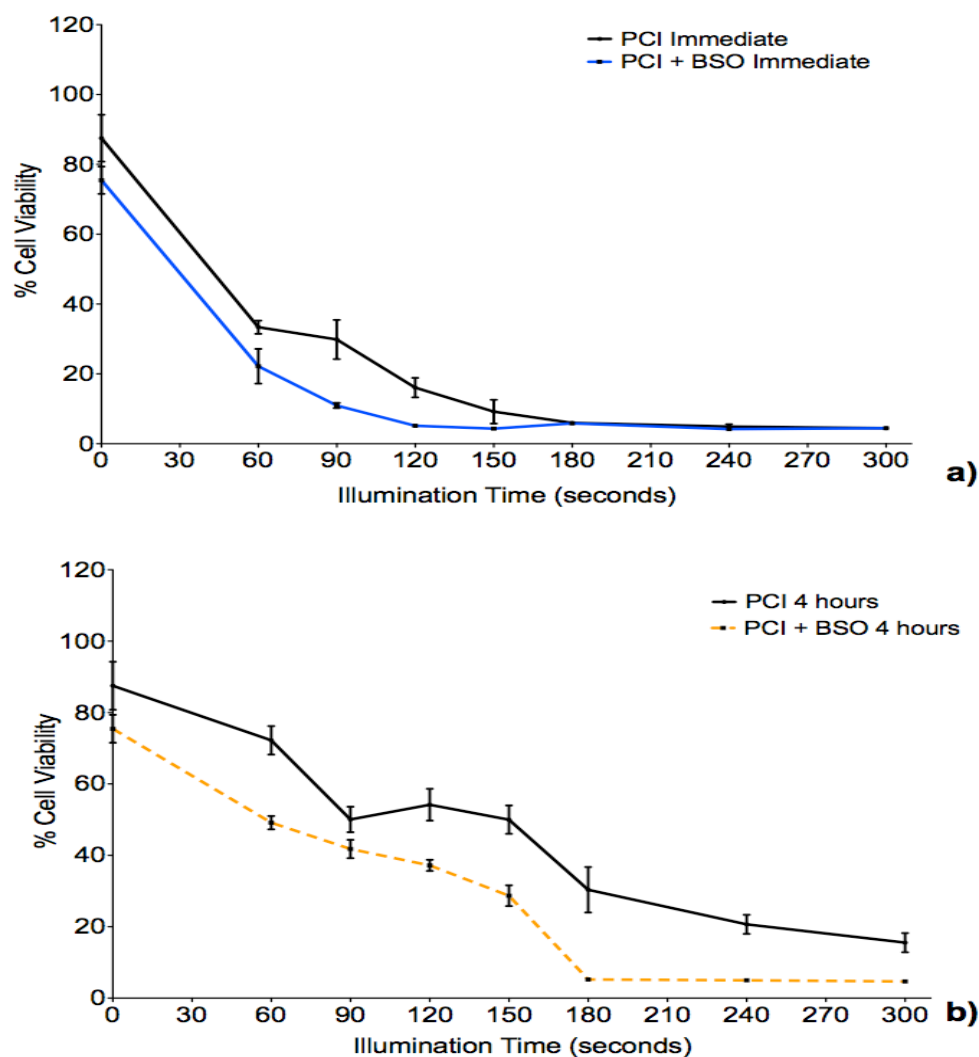 120
100
80
60
40
20
0
% Cell Viability
PCI Immediate
PCI + BSO Immediate
0 30 60 90 120 150 180 210 240 270 300
Illumination Time (seconds)
a)
120
100
80
60
40
20
0
% Cell Viability
PCI 4 hours
PCI + BSO 4 hours
0 30 60 90 120 150 180 210 240 270 300
Illumination Time (seconds)
b)